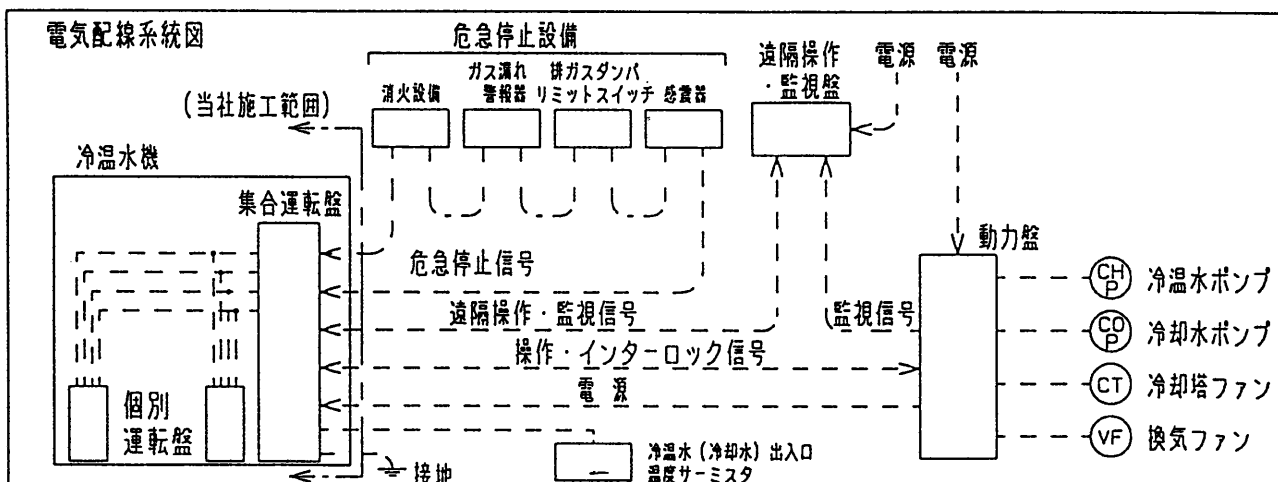 電気配線系統図
危急停止設備
消火設備
ガス漏れ
警報器
排ガスダンパ
リミットスイッチ
感震器
遠隔操作
・監視盤
電源
電源
(当社施工範囲)
冷温水機
集合運転盤
動力盤
危急停止信号
遠隔操作・監視信号
監視信号
操作・インターロック信号
電源
個別
運転盤
接地
冷温水(冷却水)出入口
温度サーミスタ
CH
P
冷温水ポンプ
CO
P
冷却水ポンプ
CT
冷却塔ファン
VF
換気ファン